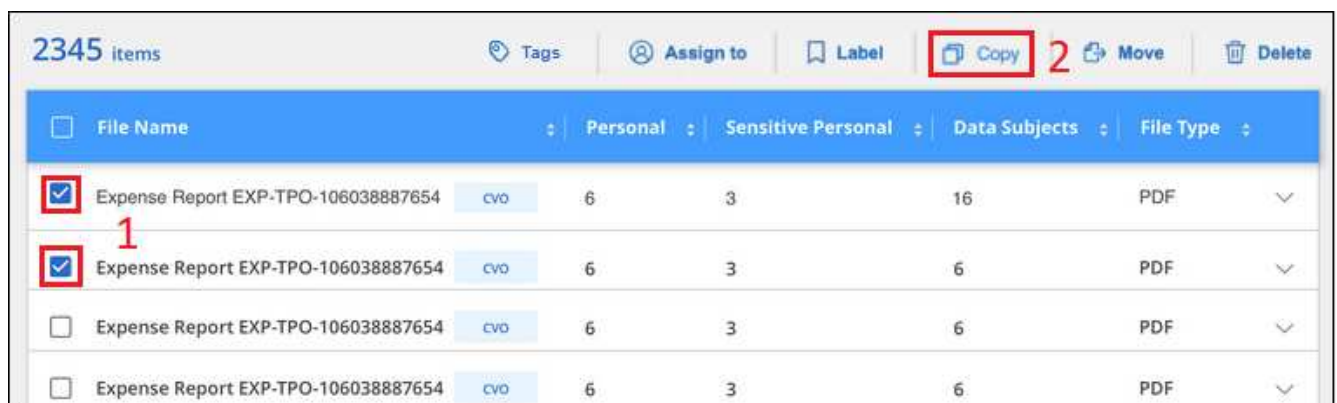 2345 items Tags Assign to Label Copy 2 Move Delete
File Name Personal Sensitive Personal Data Subjects File Type
Expense Report EXP-TPO-106038887654 CVO 6 3 16 PDF
1
Expense Report EXP-TPO-106038887654 CVO 6 3 6 PDF
Expense Report EXP-TPO-106038887654 CVO 6 3 6 PDF
Expense Report EXP-TPO-106038887654 CVO 6 3 6 PDF